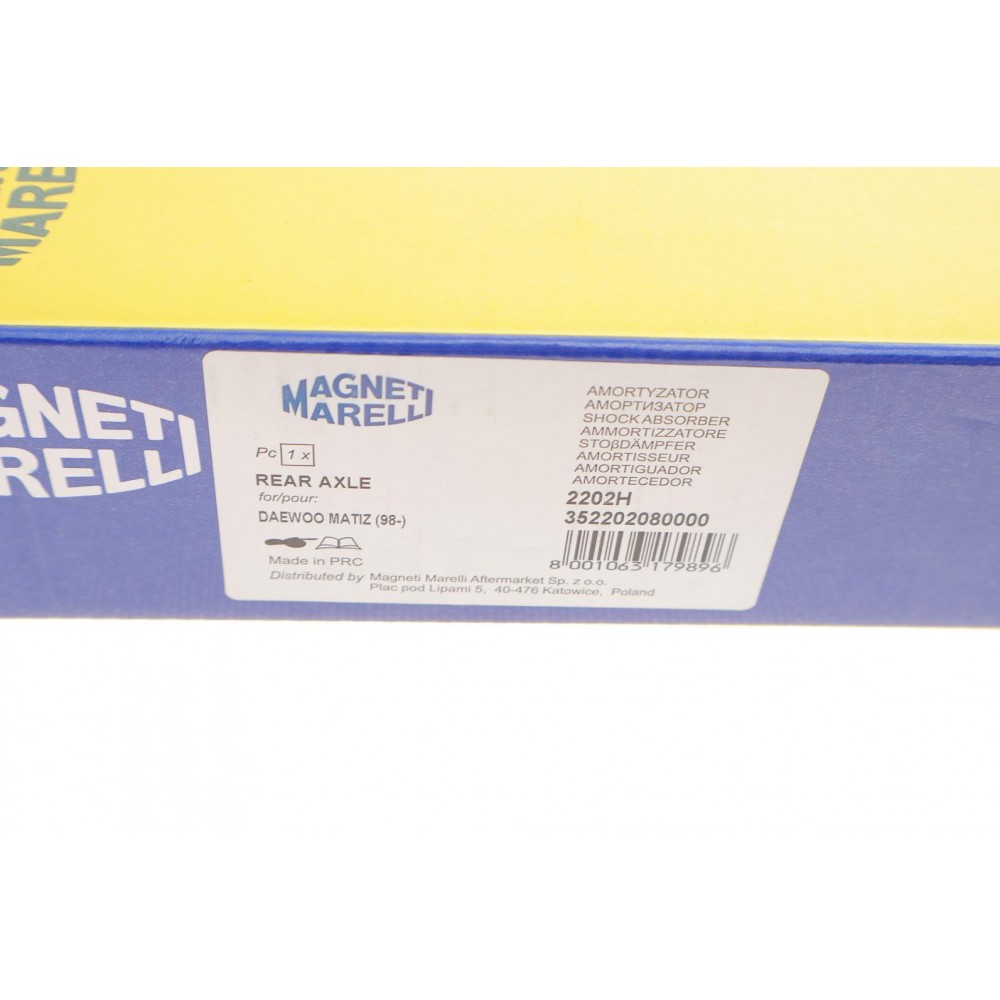 MARE
GNETI
RELLI
MAGNETI
MARELLI
Pc 1 x
REAR AXLE
for/pour:
DAEWOO MATIZ (98-)
Made in PRC
Distributed by Magneti Marelli Aftermarket Sp. z o.o.
Plac pod Lipami 5, 40-476 Katowice, Poland
AMORTYZATOR
АМОРТИЗАТОР
SHOCK ABSORBER
AMMORTIZZATORE
STOβDÄMPFER
AMORTISSEUR
AMORTIGUADOR
AMORTECEDOR
2202H
352202080000
8 001063 179896